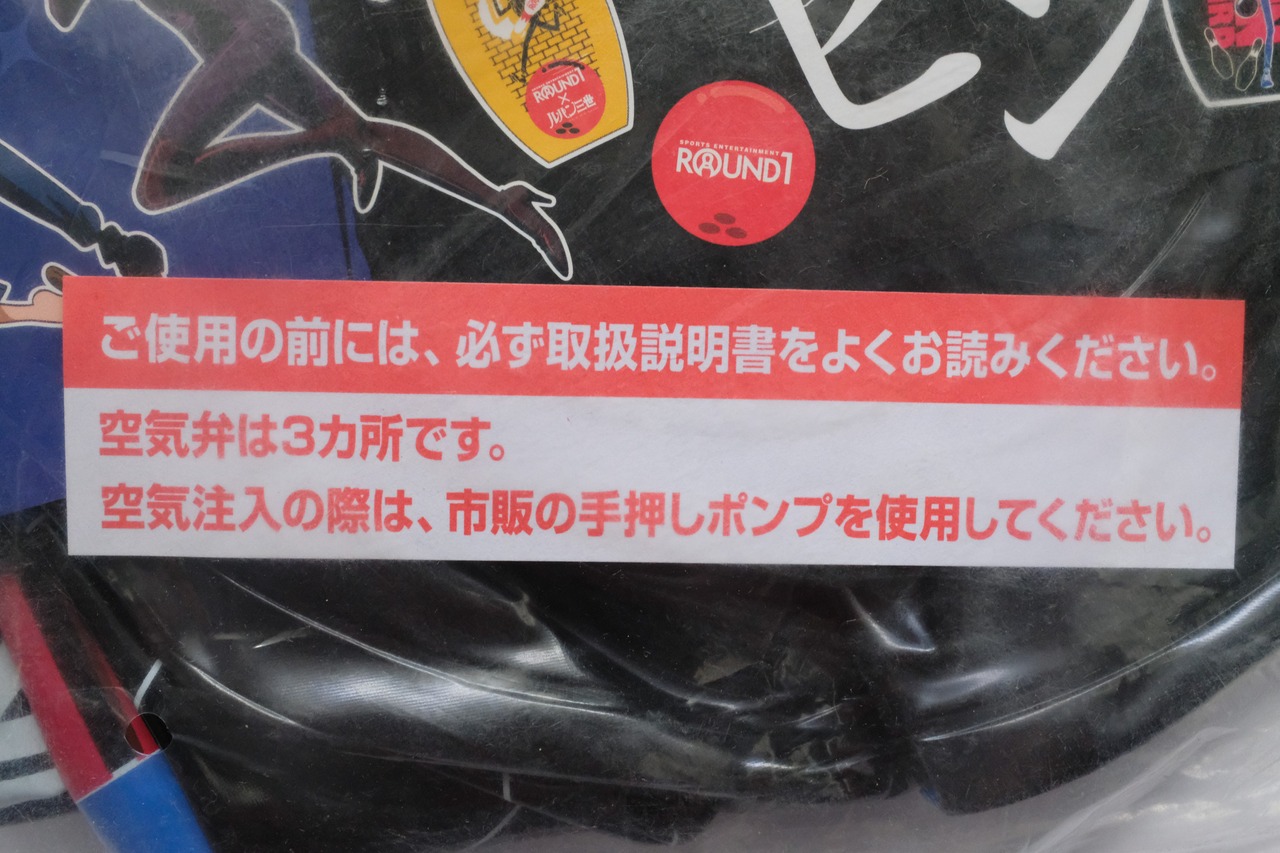 ROUND1
×
ルパン三世
SPORTS ENTERTAINMENT
ROUND1
ご使用の前には、必ず取扱説明書をよくお読みください。
空気弁は3カ所です。
空気注入の際は、市販の手押しポンプを使用してください。